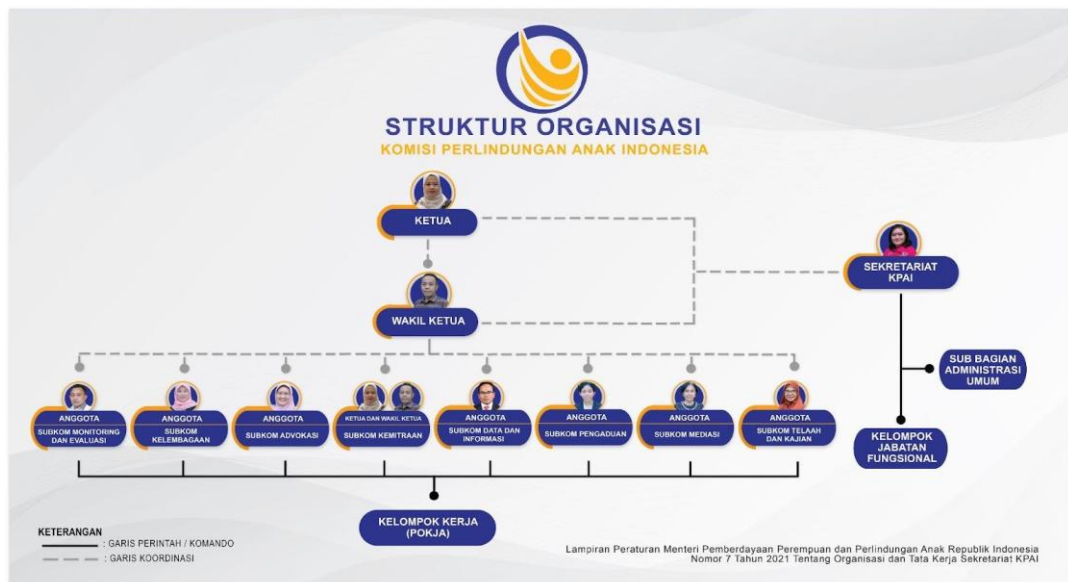 STRUKTUR ORGANISASI
KOMISI PERLINDUNGAN ANAK INDONESIA
KETUA
SEKRETARIAT
KPAI
WAKIL KETUA
SUB BAGIAN
ADMINISTRASI
UMUM
ANGGOTA
SUBKOM MONITORING
DAN EVALUASI
ANGGOTA
SUBKOM
KELEMBAGAAN
ANGGOTA
SUBKOM ADVOKASI
KETUA DAN WAKIL KETUA
SUBKOM KEMITRAAN
ANGGOTA
SUBKOM DATA DAN
INFORMASI
ANGGOTA
SUBKOM PENGADUAN
ANGGOTA
SUBKOM MEDIASI
ANGGOTA
SUBKOM TELAAH
DAN KAJIAN
KELOMPOK
JABATAN
FUNGSIONAL
KELOMPOK KERJA
(POKJA)
KETERANGAN
: GARIS PERINTAH / KOMANDO
: GARIS KOORDINASI
Lampiran Peraturan Menteri Pemberdayaan Perempuan dan Perlindungan Anak Republik Indonesia
Nomor 7 Tahun 2021 Tentang Organisasi dan Tata Kerja Sekretariat KPAI